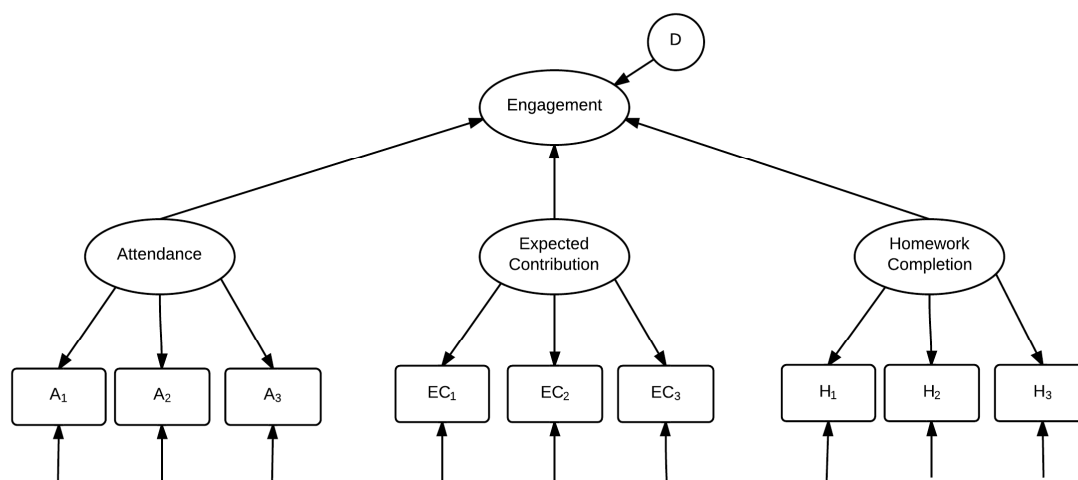 D
Engagement
Attendance
Expected
Contribution
Homework
Completion
A₁
A₂
A₃
EC₁
EC₂
EC₃
H₁
H₂
H₃